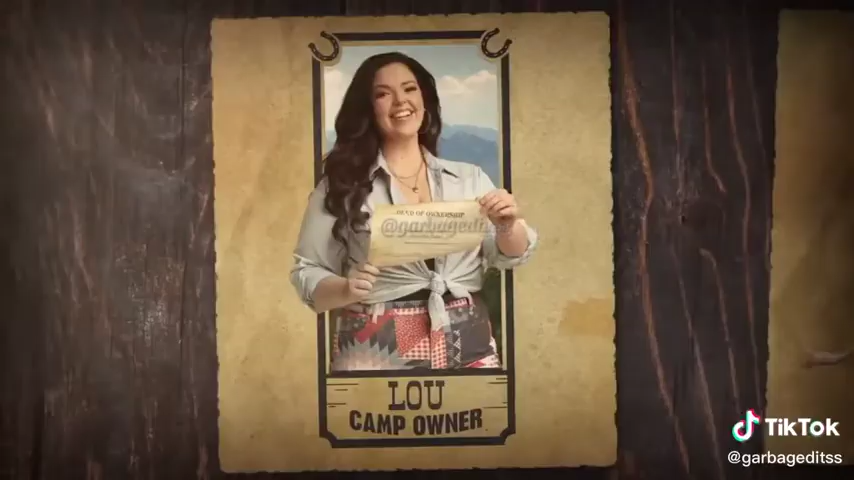 DEED OF OWNERSHIP
@garbageditss
LOU
CAMP OWNER
TikTok
@garbageditss